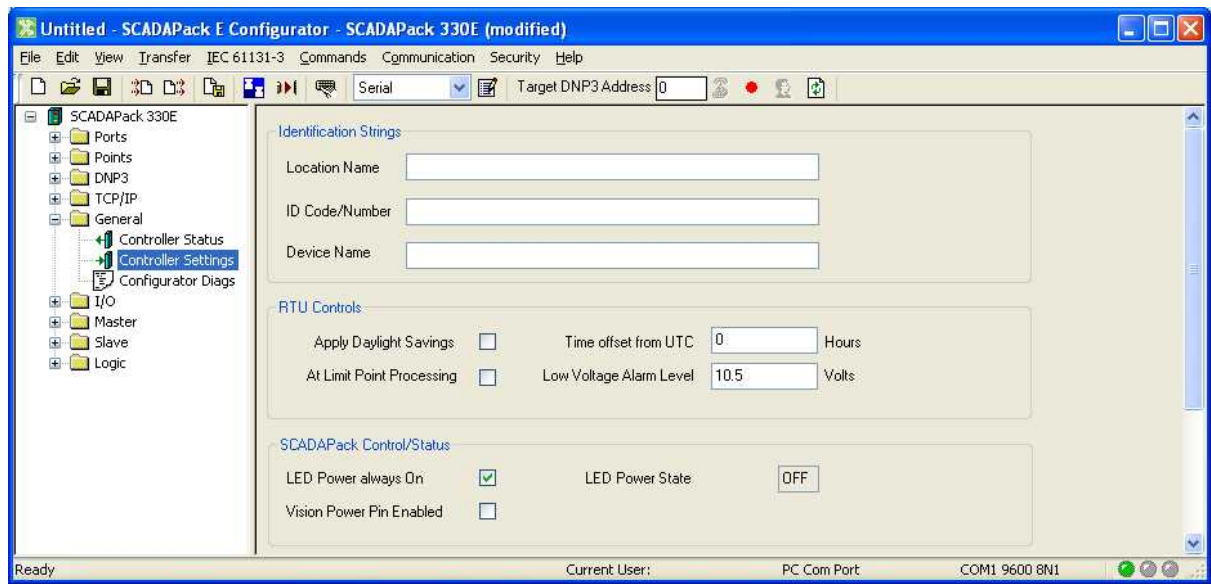 Untitled - SCADAPack E Configurator - SCADAPack 330E (modified)
File Edit View Transfer IEC 61131-3 Commands Communication Security Help
Serial Target DNP3 Address 0
SCADAPack 330E
Ports
Points
DNP3
TCP/IP
General
Controller Status
Controller Settings
Configurator Diags
I/O
Master
Slave
Logic
Identification Strings
Location Name
ID Code/Number
Device Name
RTU Controls
Apply Daylight Savings Time offset from UTC 0 Hours
At Limit Point Processing Low Voltage Alarm Level 10.5 Volts
SCADAPack Control/Status
LED Power always On LED Power State OFF
Vision Power Pin Enabled
Ready Current User: PC Com Port COM1 9600 8N1